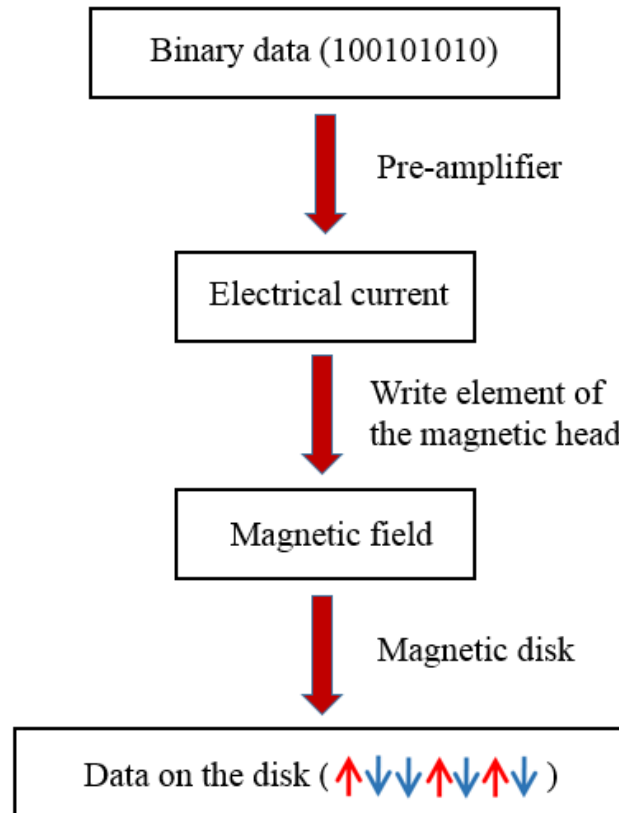 Binary data (100101010)
Pre-amplifier
Electrical current
Write element of
the magnetic head
Magnetic field
Magnetic disk
Data on the disk (↑↓↓↑↓↑↓)